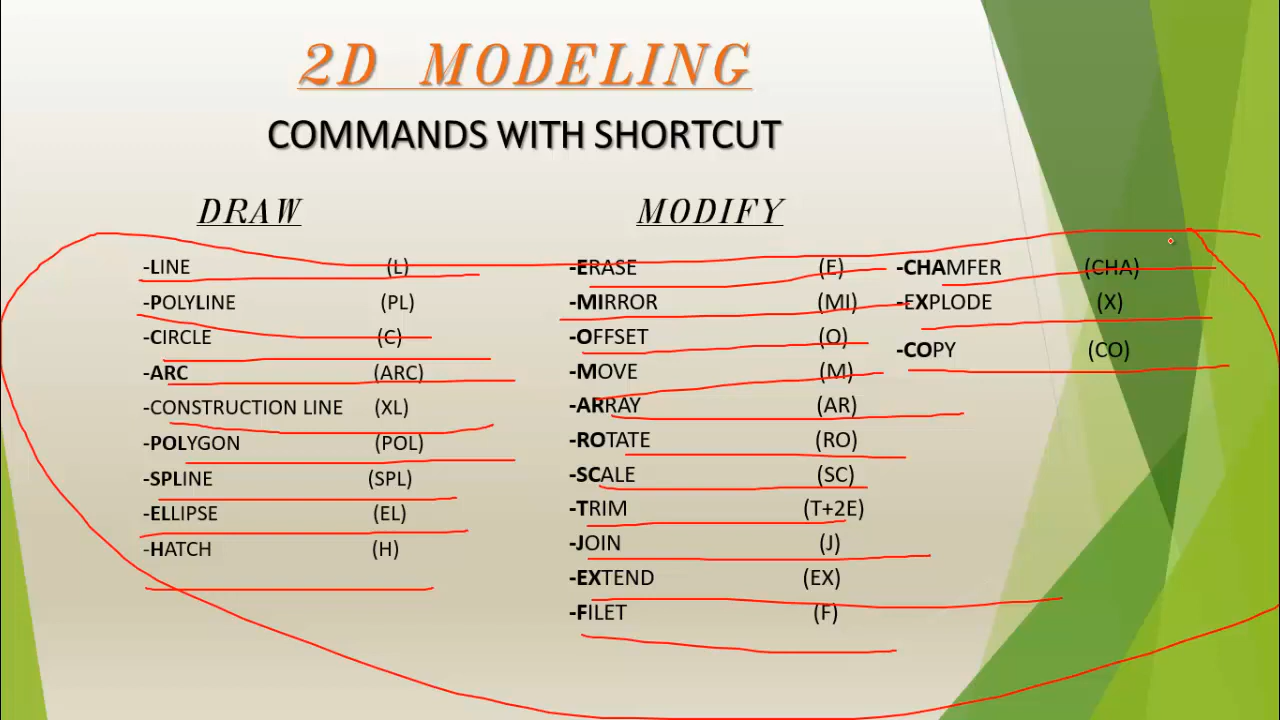 2D MODELING
COMMANDS WITH SHORTCUT
DRAW
-LINE (L)
-POLYLINE (PL)
-CIRCLE (C)
-ARC (ARC)
-CONSTRUCTION LINE (XL)
-POLYGON (POL)
-SPLINE (SPL)
-ELLIPSE (EL)
-HATCH (H)
MODIFY
-ERASE (E)
-MIRROR (MI)
-OFFSET (O)
-MOVE (M)
-ARRAY (AR)
-ROTATE (RO)
-SCALE (SC)
-TRIM (T+2E)
-JOIN (J)
-EXTEND (EX)
-FILET (F)
-CHAMFER (CHA)
-EXPLODE (X)
-COPY (CO)